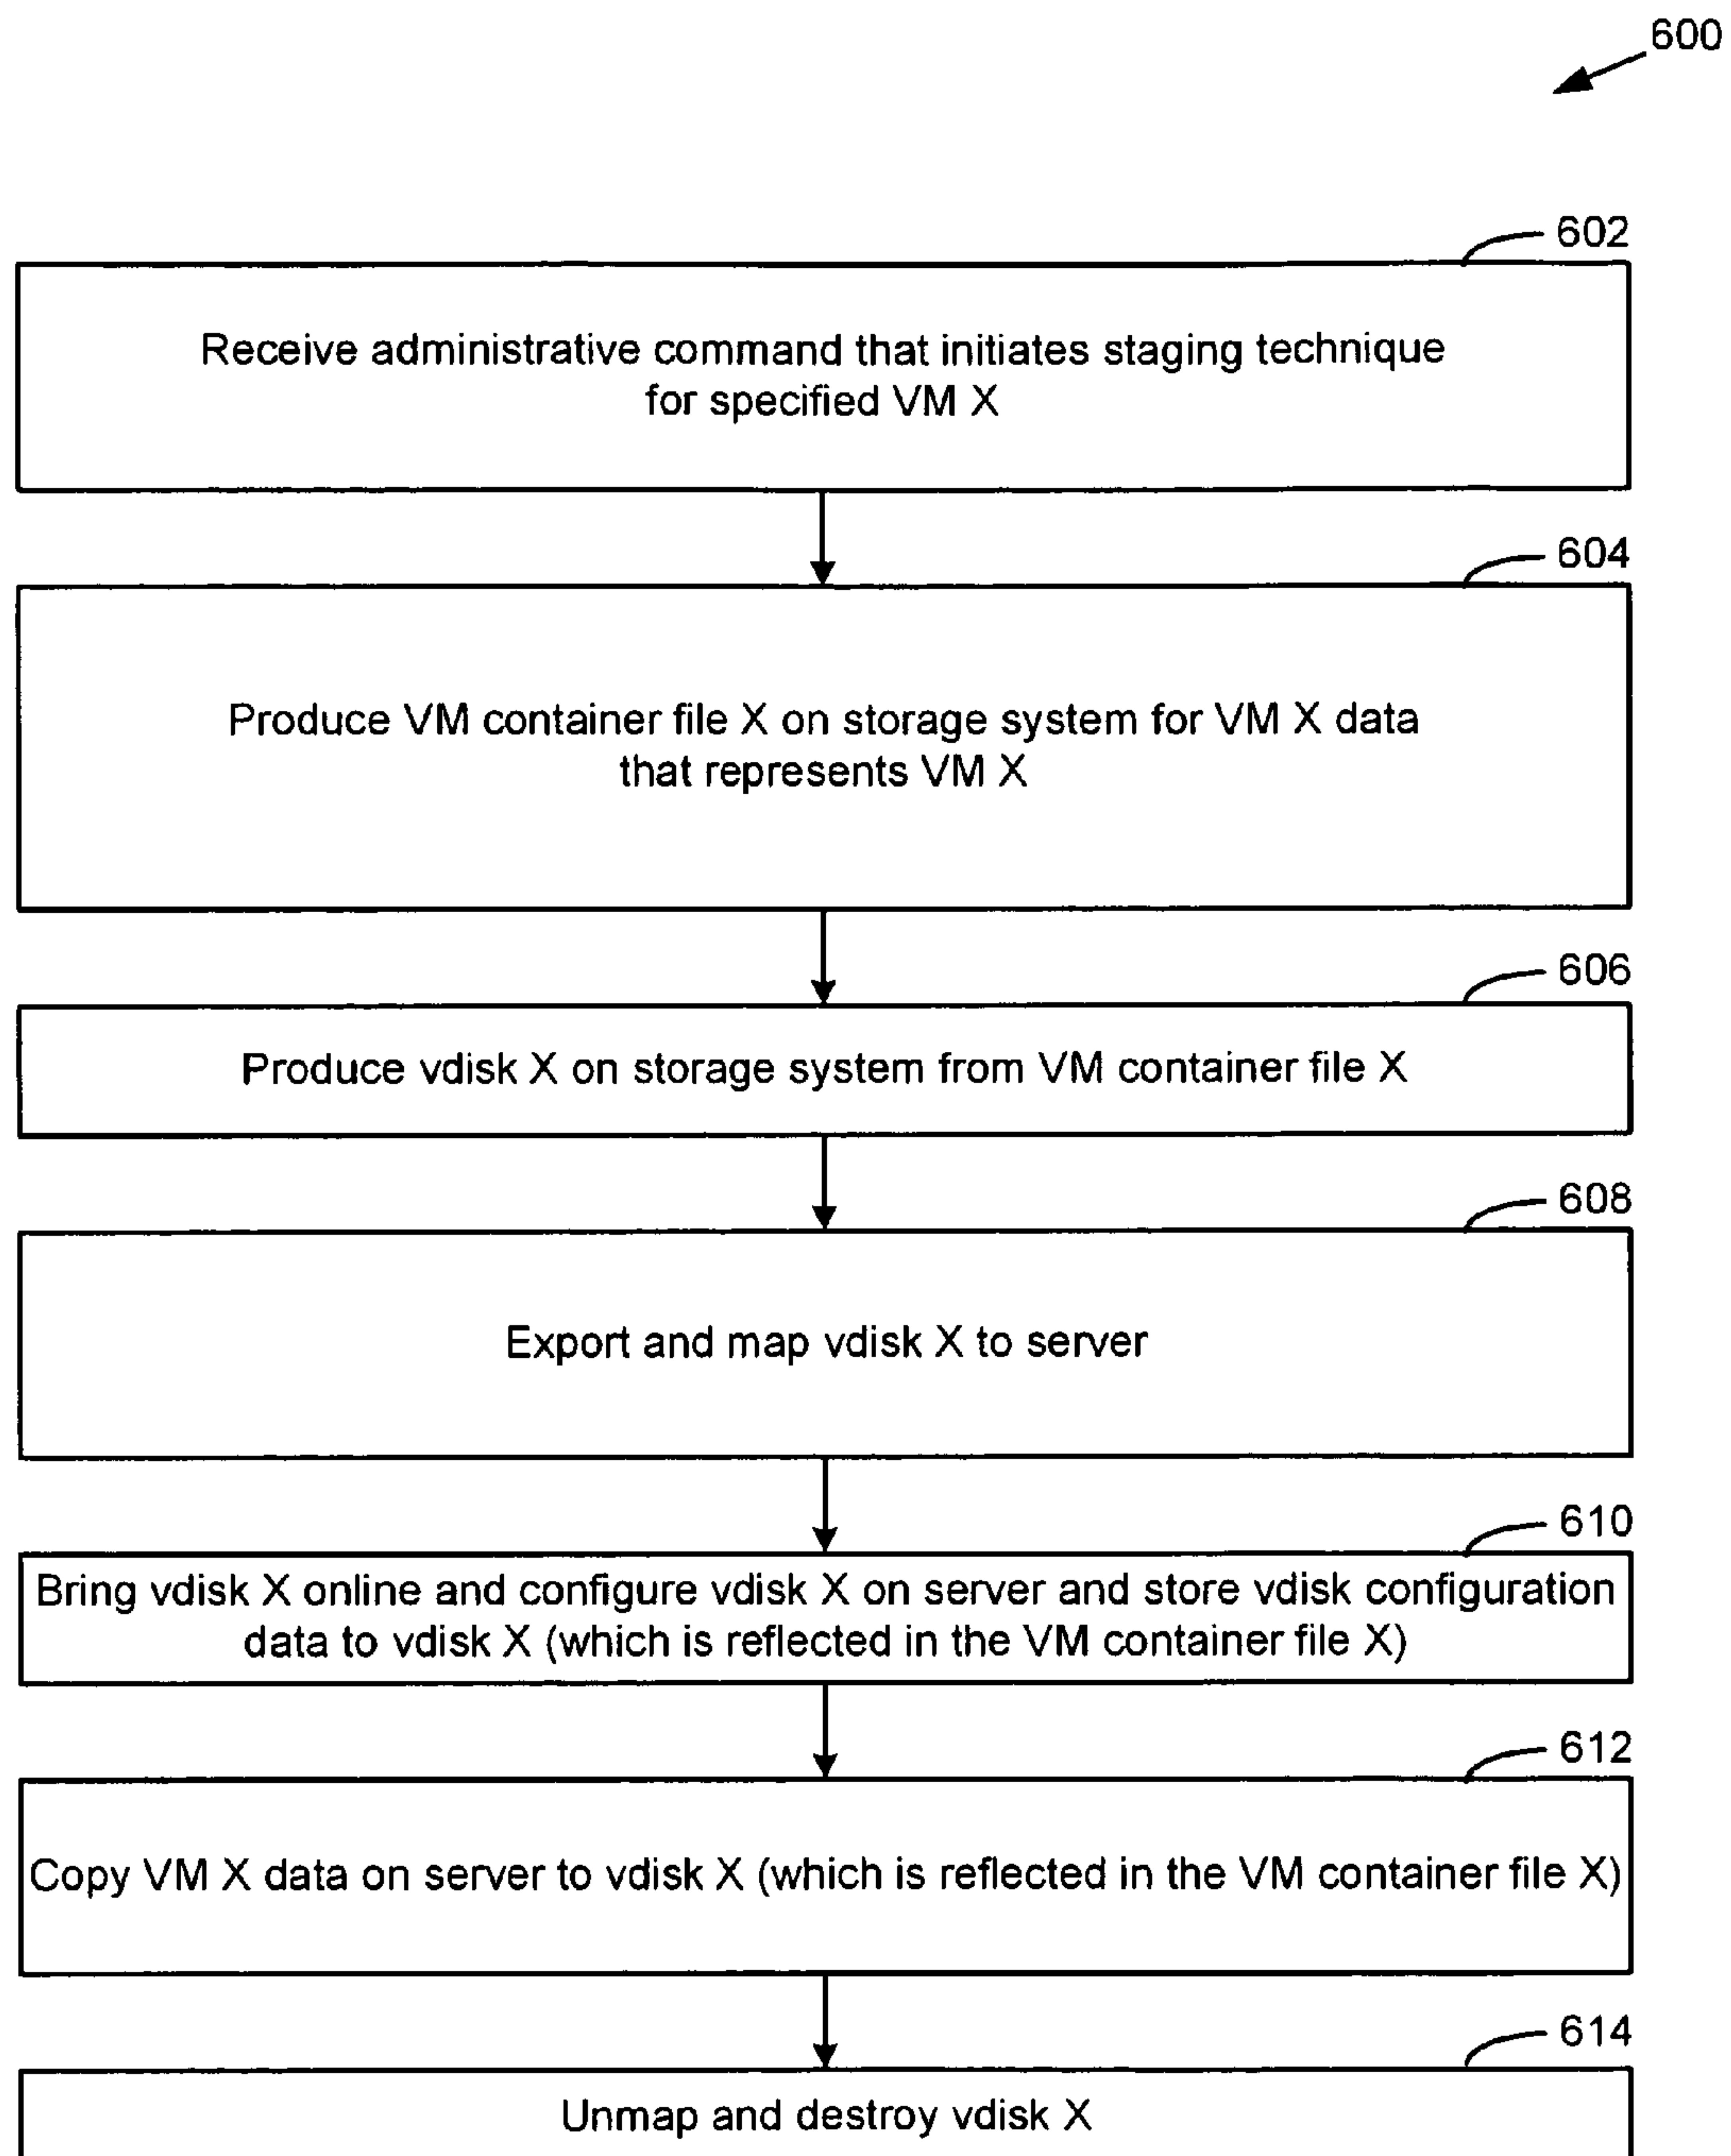 600
602
Receive administrative command that initiates staging technique
for specified VM X
604
Produce VM container file X on storage system for VM X data
that represents VM X
606
Produce vdisk X on storage system from VM container file X
608
Export and map vdisk X to server
610
Bring vdisk X online and configure vdisk X on server and store vdisk configuration
data to vdisk X (which is reflected in the VM container file X)
612
Copy VM X data on server to vdisk X (which is reflected in the VM container file X)
614
Unmap and destroy vdisk X